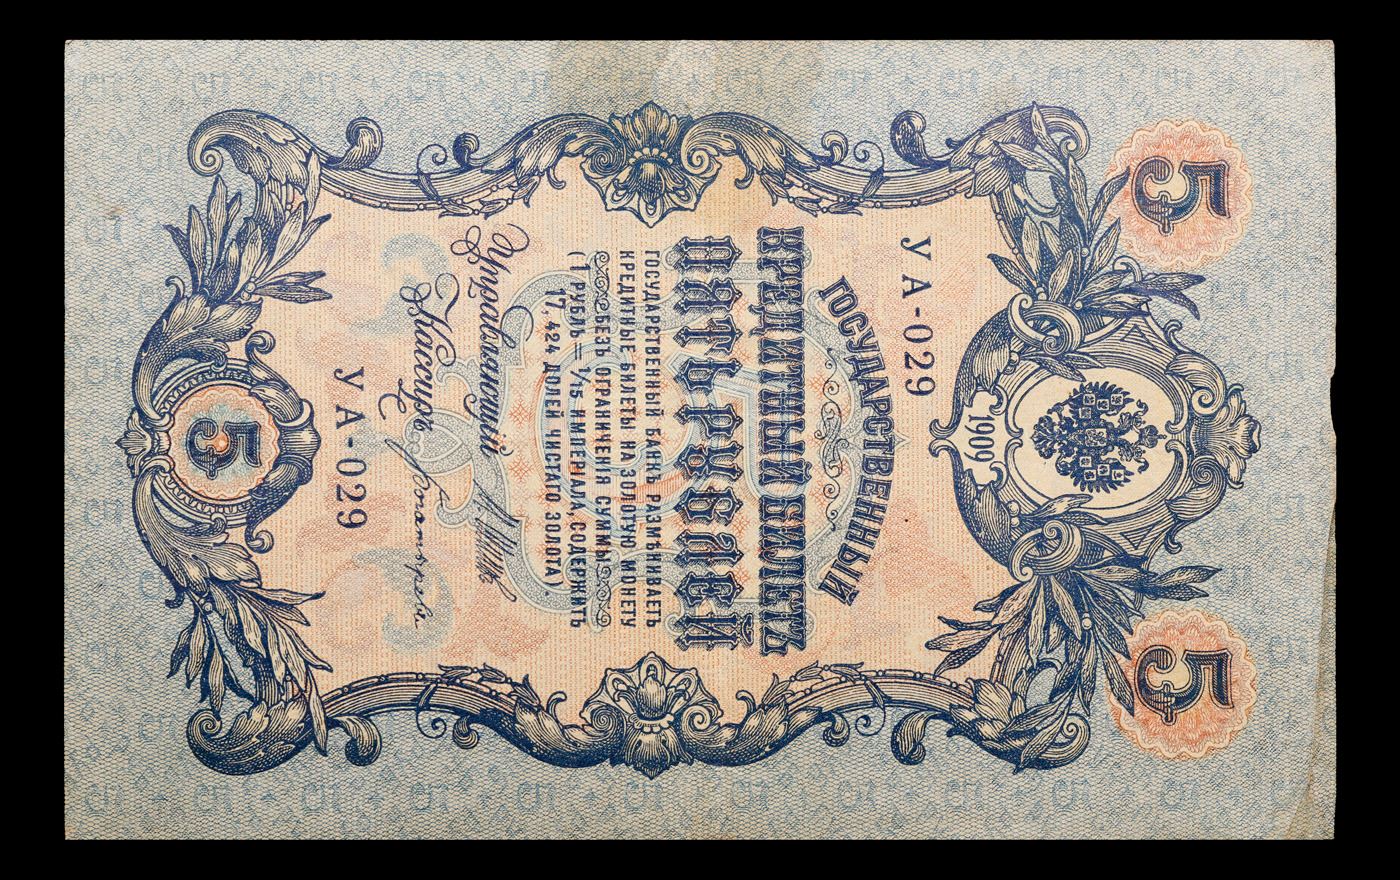 5 5
1909
УА-029
ГОСУДАРСТВЕННЫЙ
КРЕДИТНЫЙ БИЛЕТЪ
ПЯТЬ РУБЛЕЙ
ГОСУДАРСТВЕННЫЙ БАНКЪ РАЗМѢНИВАЕТЪ
КРЕДИТНЫЕ БИЛЕТЫ НА ЗОЛОТУЮ МОНЕТУ
БЕЗЪ ОГРАНИЧЕНІЯ СУММЫ
(1 РУБЛЬ = 1/15 ИМПЕРІАЛА, СОДЕРЖИТЪ
17,424 ДОЛЕЙ ЧИСТАГО ЗОЛОТА).
Управляющій
Кассиръ
УА-029
5